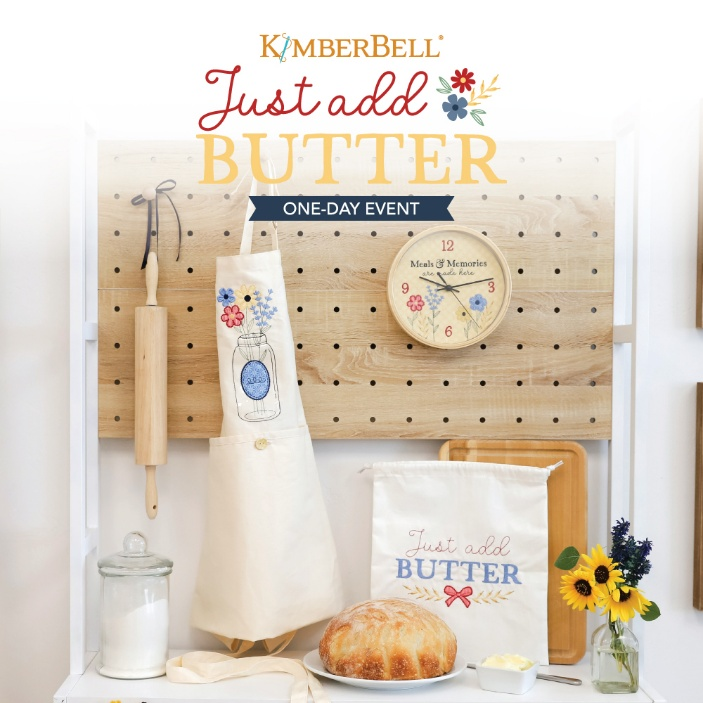 KIMBERBELL®
Just add
BUTTER
ONE-DAY EVENT
12
Meals & Memories
are made here
9
3
6
Just add
BUTTER